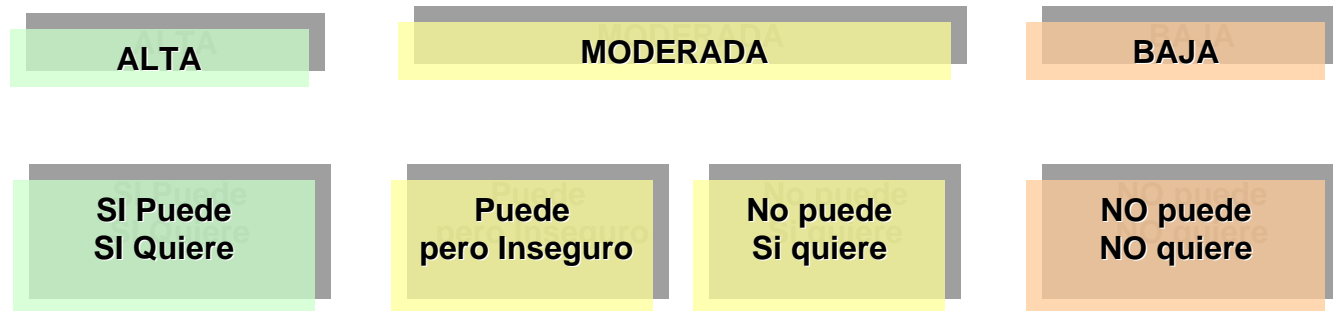 ALTA
MODERADA
BAJA
SI Puede
SI Quiere
Puede
pero Inseguro
No puede
Si quiere
NO puede
NO quiere